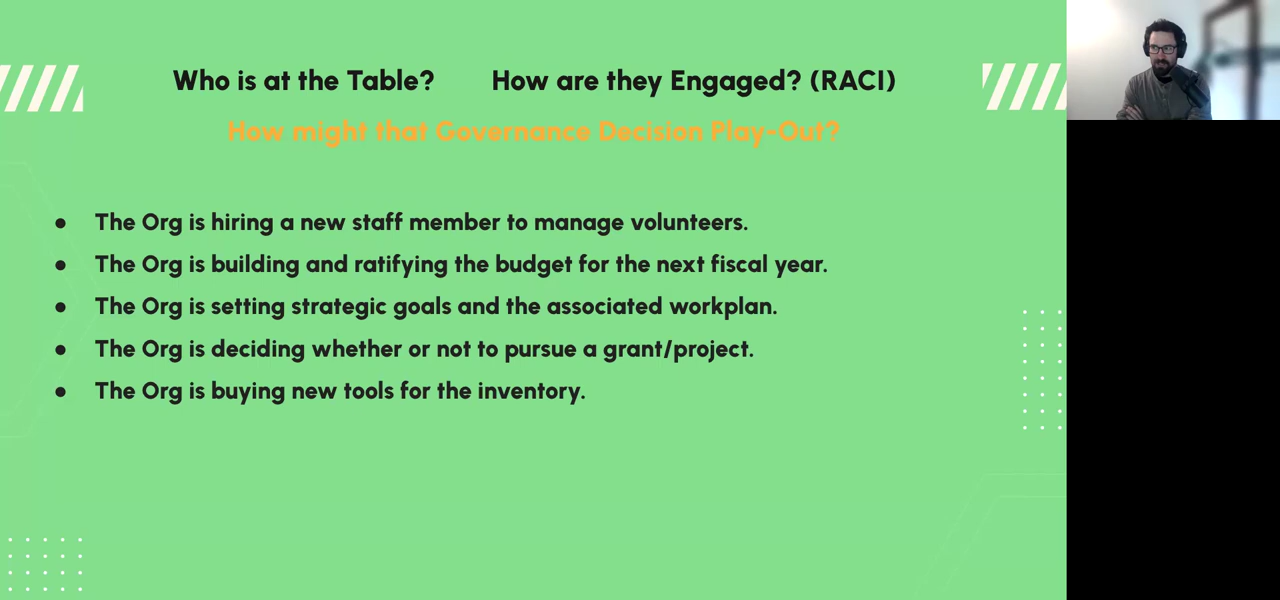 Who is at the Table? How are they Engaged? (RACI)
How might that Governance Decision Play-Out?
● The Org is hiring a new staff member to manage volunteers.
● The Org is building and ratifying the budget for the next fiscal year.
● The Org is setting strategic goals and the associated workplan.
● The Org is deciding whether or not to pursue a grant/project.
● The Org is buying new tools for the inventory.